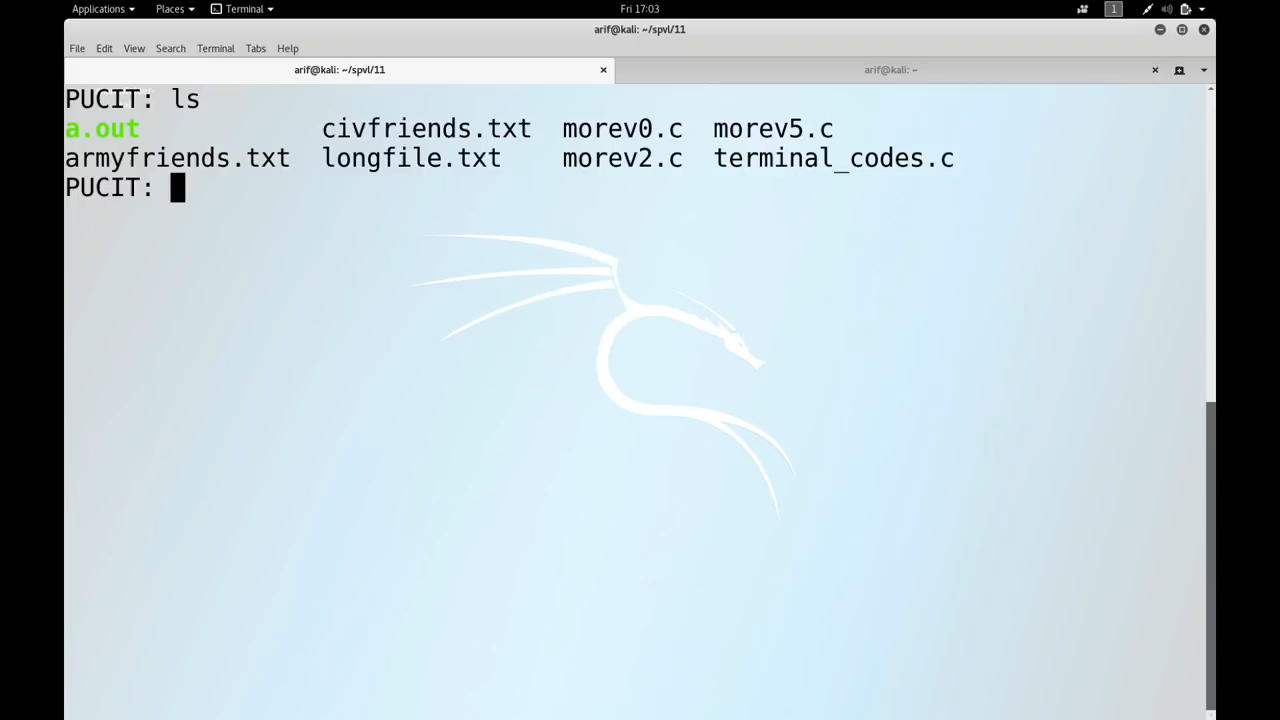 Applications Places Terminal Fri 17:03 1
arif@kali: ~/spvl/11
File Edit View Search Terminal Tabs Help
arif@kali: ~/spvl/11 arif@kali: ~
PUCIT: ls
a.out civfriends.txt morev0.c morev5.c
armyfriends.txt longfile.txt morev2.c terminal_codes.c
PUCIT: